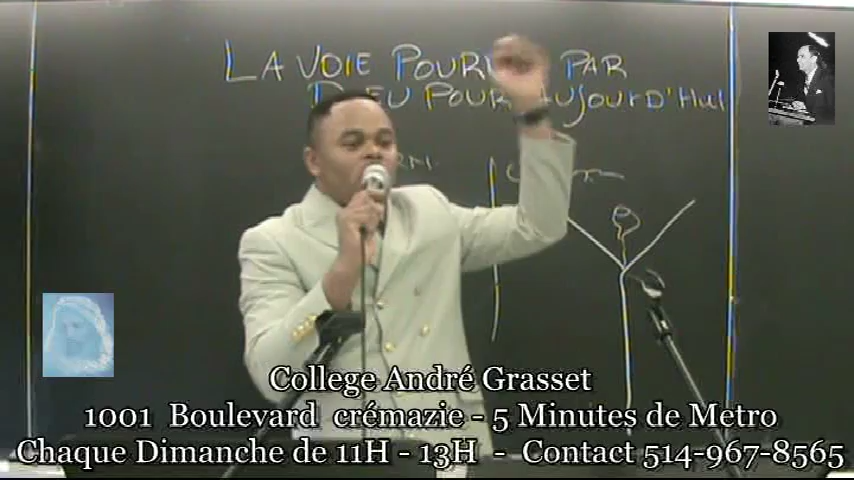 LA VOIE POUR PAR
DIEU POUR AUJOURD'HUI
College André Grasset
1001 Boulevard crémazie - 5 Minutes de Metro
Chaque Dimanche de 11H - 13H - Contact 514-967-8565